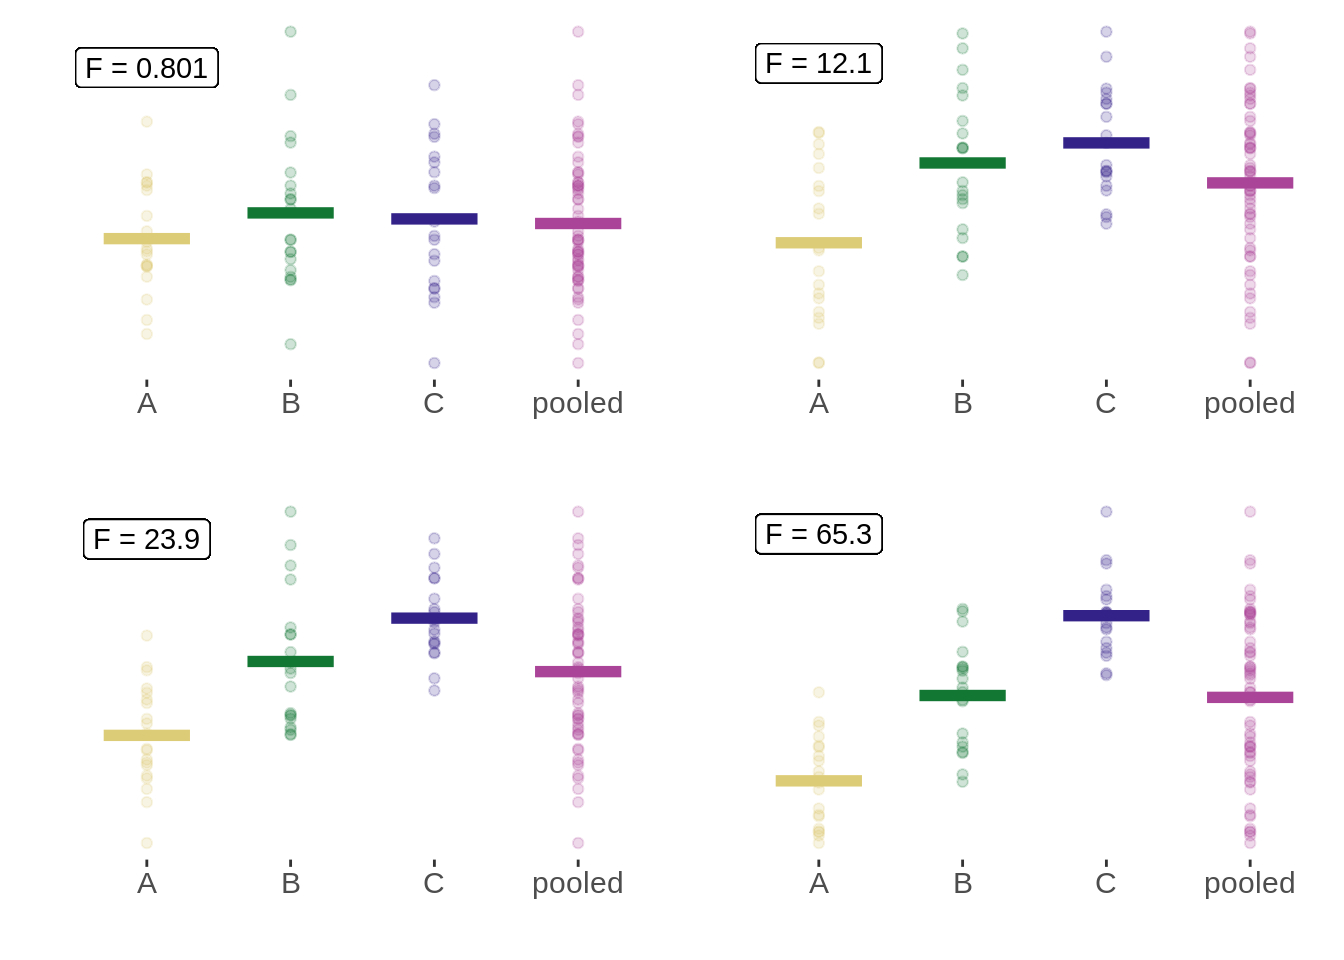 F = 0.801
A B C pooled
F = 12.1
A B C pooled
F = 23.9
A B C pooled
F = 65.3
A B C pooled